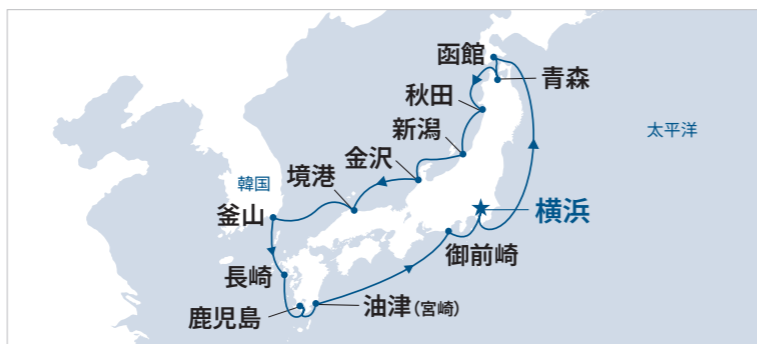 函館
青森
秋田
新潟
太平洋
金沢
境港
韓国
釜山
横浜
御前崎
長崎
鹿児島
油津(宮崎)